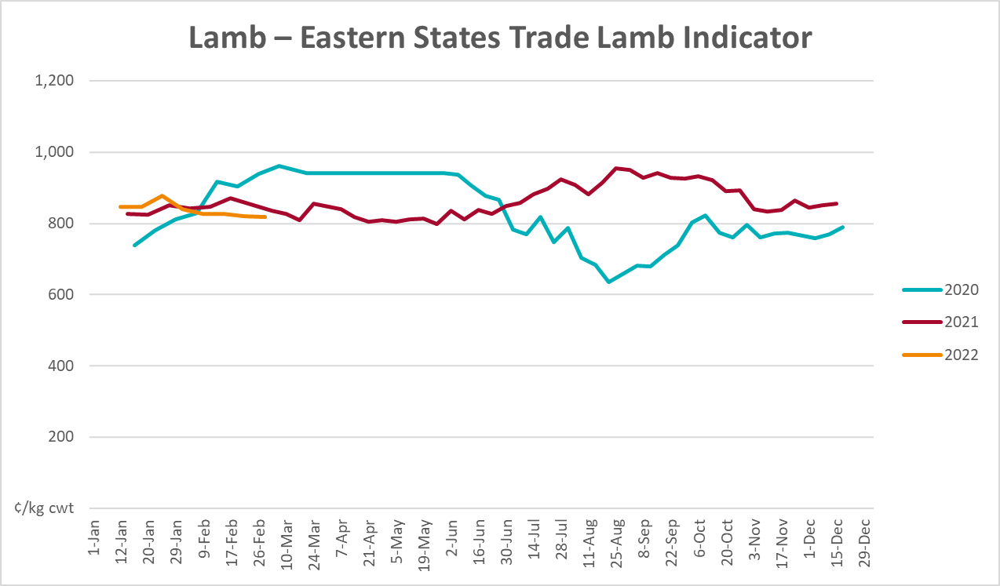 Lamb – Eastern States Trade Lamb Indicator
1,200
1,000
800
600
400
200
¢/kg cwt
1-Jan
12-Jan
20-Jan
29-Jan
9-Feb
17-Feb
26-Feb
10-Mar
24-Mar
7-Apr
21-Apr
5-May
19-May
2-Jun
16-Jun
30-Jun
14-Jul
28-Jul
11-Aug
25-Aug
8-Sep
22-Sep
6-Oct
20-Oct
3-Nov
17-Nov
1-Dec
15-Dec
29-Dec
2020
2021
2022